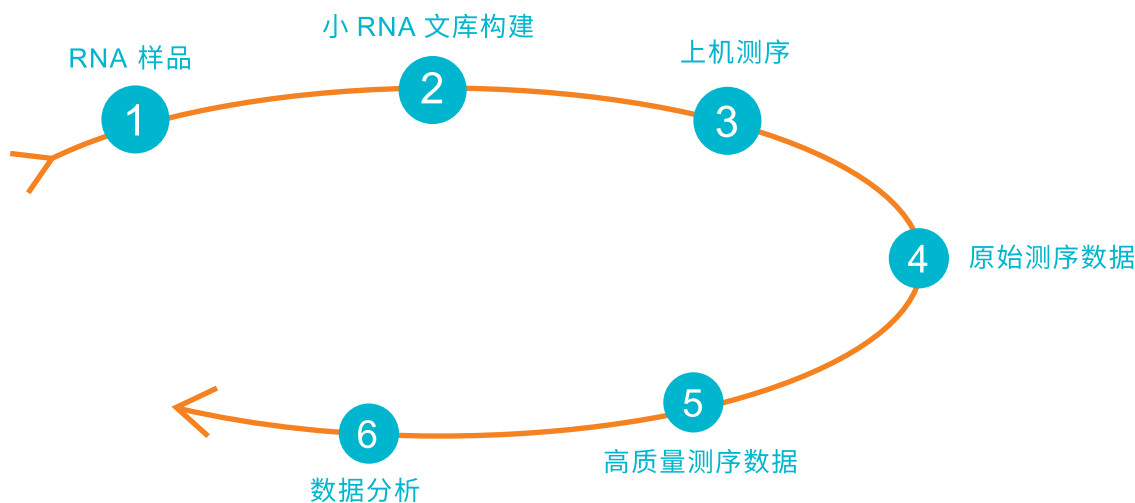 RNA 样品
1
小 RNA 文库构建
2
上机测序
3
4
原始测序数据
5
高质量测序数据
6
数据分析